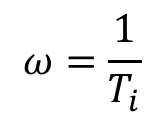 ω = 1/T_i